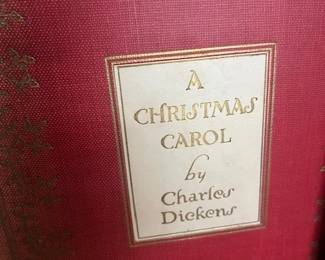 A
CHRISTMAS
CAROL
by
Charles
Dickens